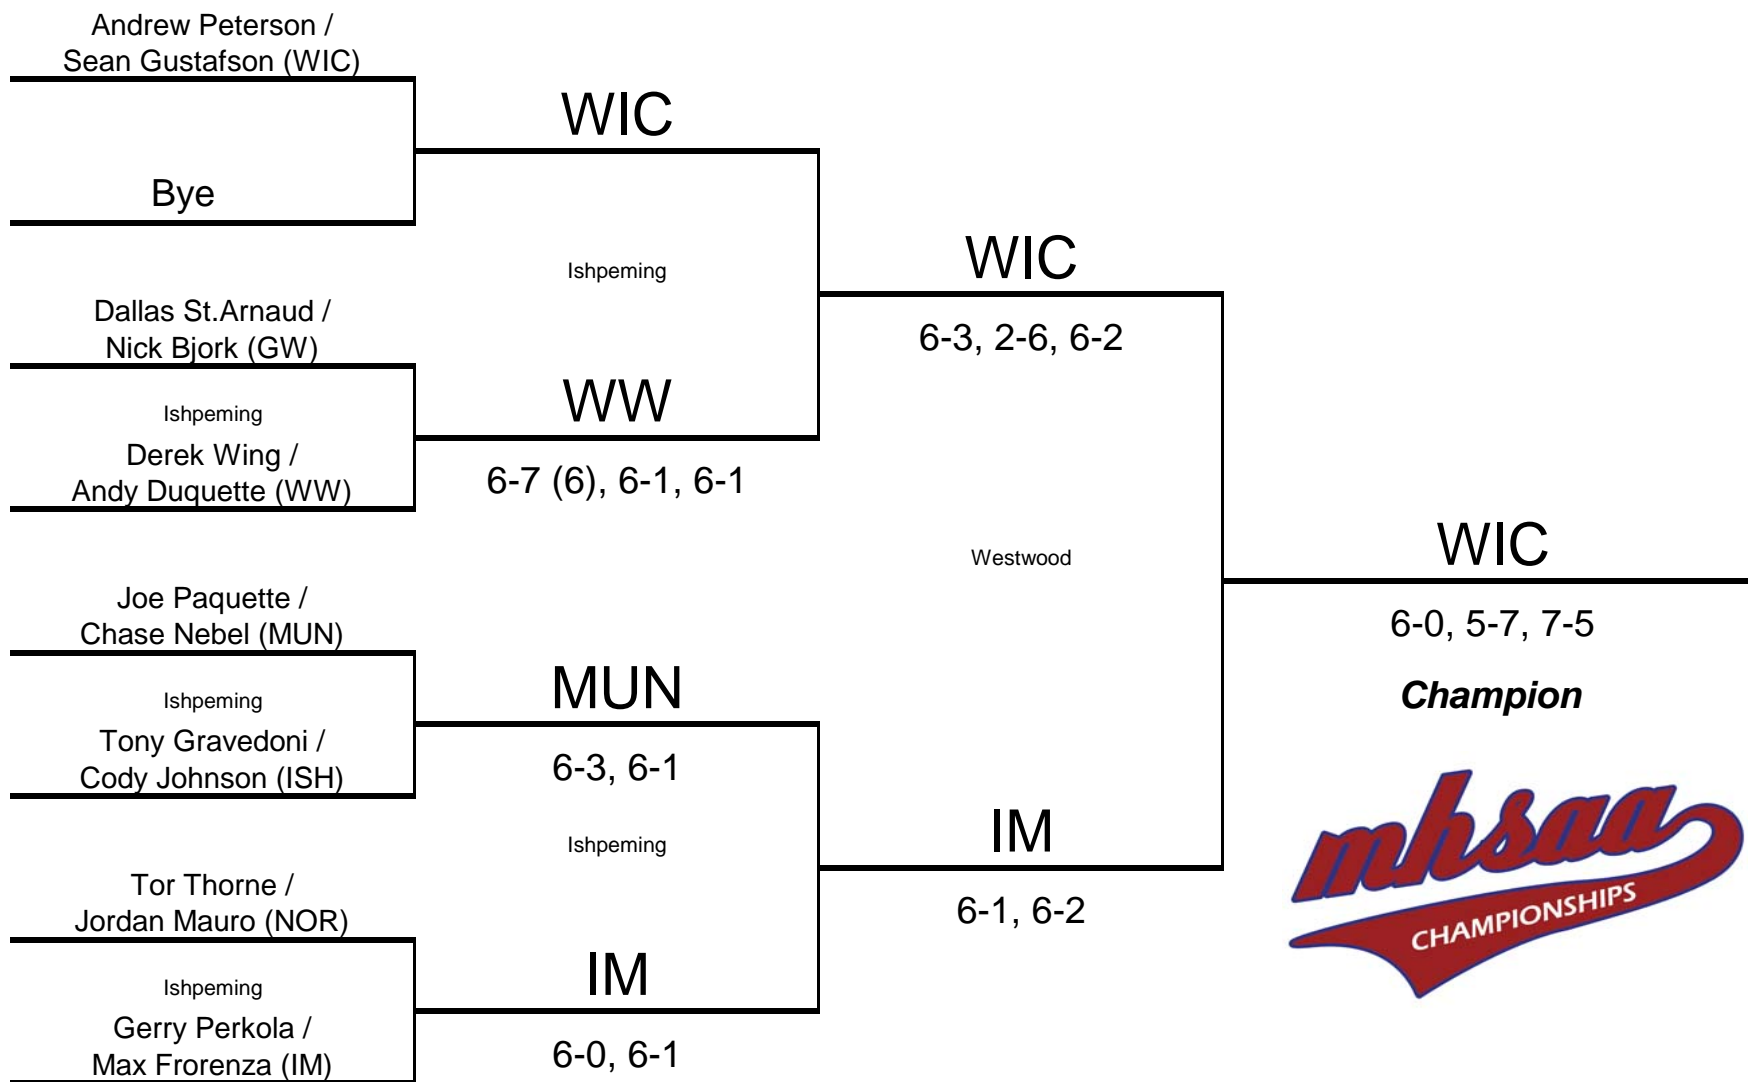 Andrew Peterson /
Sean Gustafson (WIC)
WIC
Bye
Ishpeming
WIC
Dallas St.Arnaud /
Nick Bjork (GW)
6-3, 2-6, 6-2
Ishpeming
WW
Derek Wing /
Andy Duquette (WW)
6-7 (6), 6-1, 6-1
Westwood
WIC
Joe Paquette /
Chase Nebel (MUN)
6-0, 5-7, 7-5
Ishpeming
MUN
Champion
Tony Gravedoni /
Cody Johnson (ISH)
6-3, 6-1
Ishpeming
IM
mhsaa
CHAMPIONSHIPS
Tor Thorne /
Jordan Mauro (NOR)
6-1, 6-2
Ishpeming
IM
Gerry Perkola /
Max Frorenza (IM)
6-0, 6-1